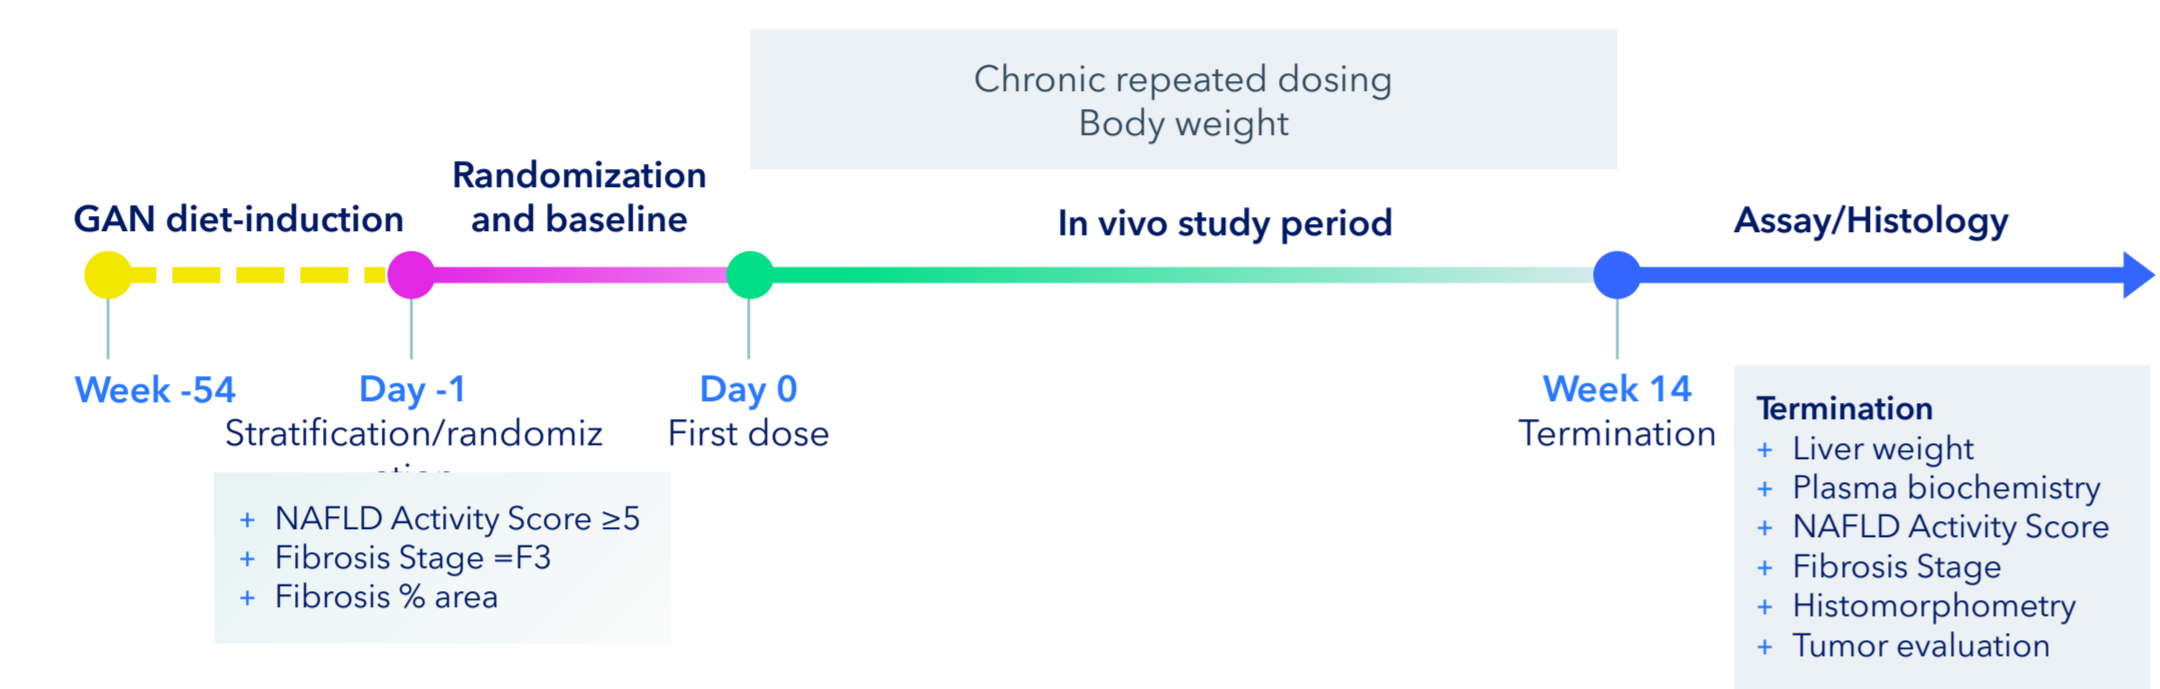 Chronic repeated dosing
Body weight
GAN diet-induction
Randomization
and baseline
In vivo study period
Assay/Histology
Week -54
Day -1
Stratification/randomiz
Day 0
First dose
Week 14
Termination
+ NAFLD Activity Score ≥5
+ Fibrosis Stage =F3
+ Fibrosis % area
Termination
+ Liver weight
+ Plasma biochemistry
+ NAFLD Activity Score
+ Fibrosis Stage
+ Histomorphometry
+ Tumor evaluation